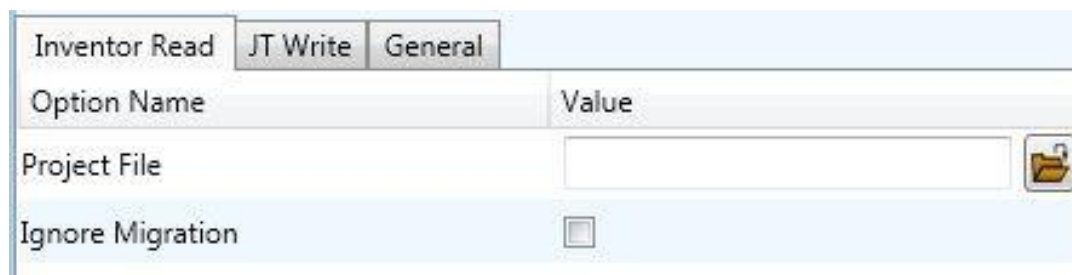 Inventor Read JT Write General
Option Name Value
Project File
Ignore Migration